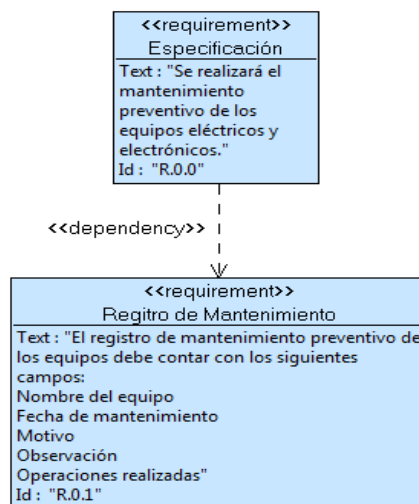 <<requirement>>
Especificación
Text : "Se realizará el
mantenimiento
preventivo de los
equipos eléctricos y
electrónicos."
Id : "R.0.0"
<<dependency>>
<<requirement>>
Regitro de Mantenimiento
Text : "El registro de mantenimiento preventivo de
los equipos debe contar con los siguientes
campos:
Nombre del equipo
Fecha de mantenimiento
Motivo
Observación
Operaciones realizadas"
Id : "R.0.1"